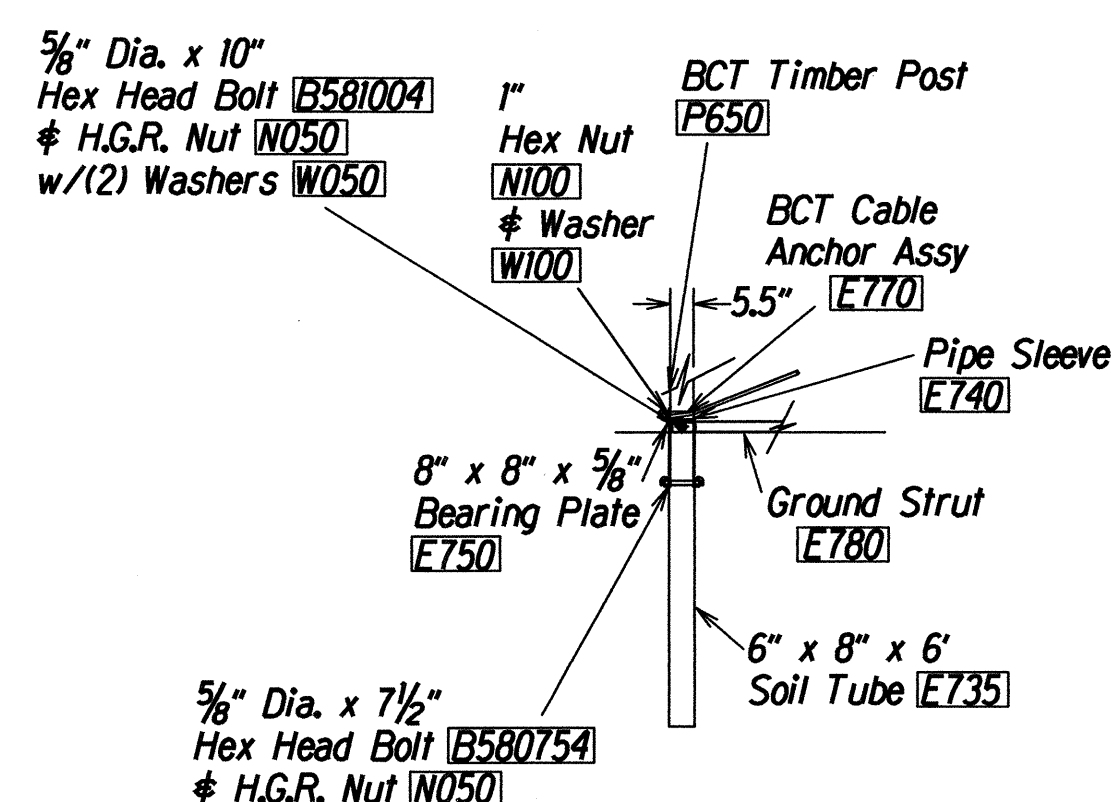 5/8" Dia. x 10"
Hex Head Bolt B581004
& H.G.R. Nut N050
w/(2) Washers W050
1"
Hex Nut
N100
& Washer
W100
BCT Timber Post
P650
BCT Cable
Anchor Assy
E770
5.5"
Pipe Sleeve
E740
8" x 8" x 5/8"
Bearing Plate
E750
Ground Strut
E780
6" x 8" x 6'
Soil Tube E735
5/8" Dia. x 7 1/2"
Hex Head Bolt B580754
& H.G.R. Nut N050